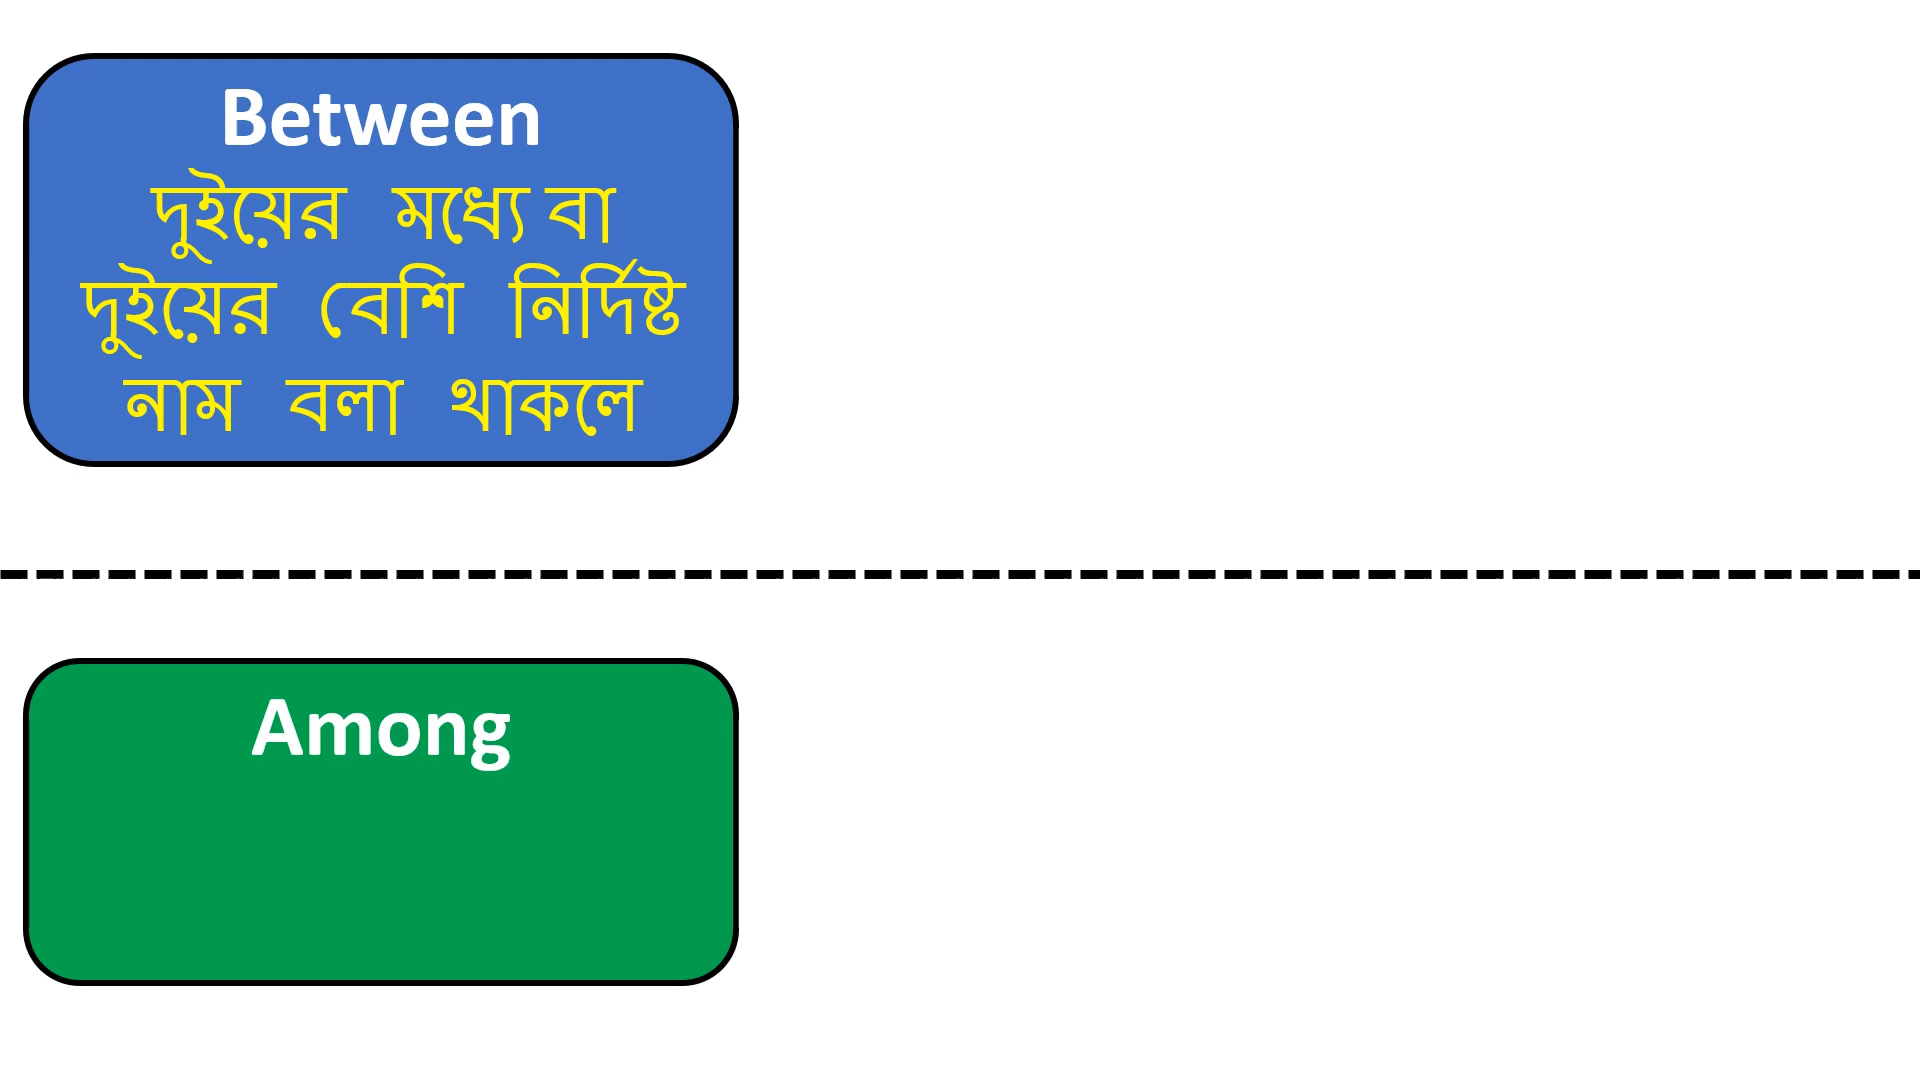 Between
দুইয়ের মধ্যে বা
দুইয়ের বেশি নির্দিষ্ট
নাম বলা থাকলে
Among